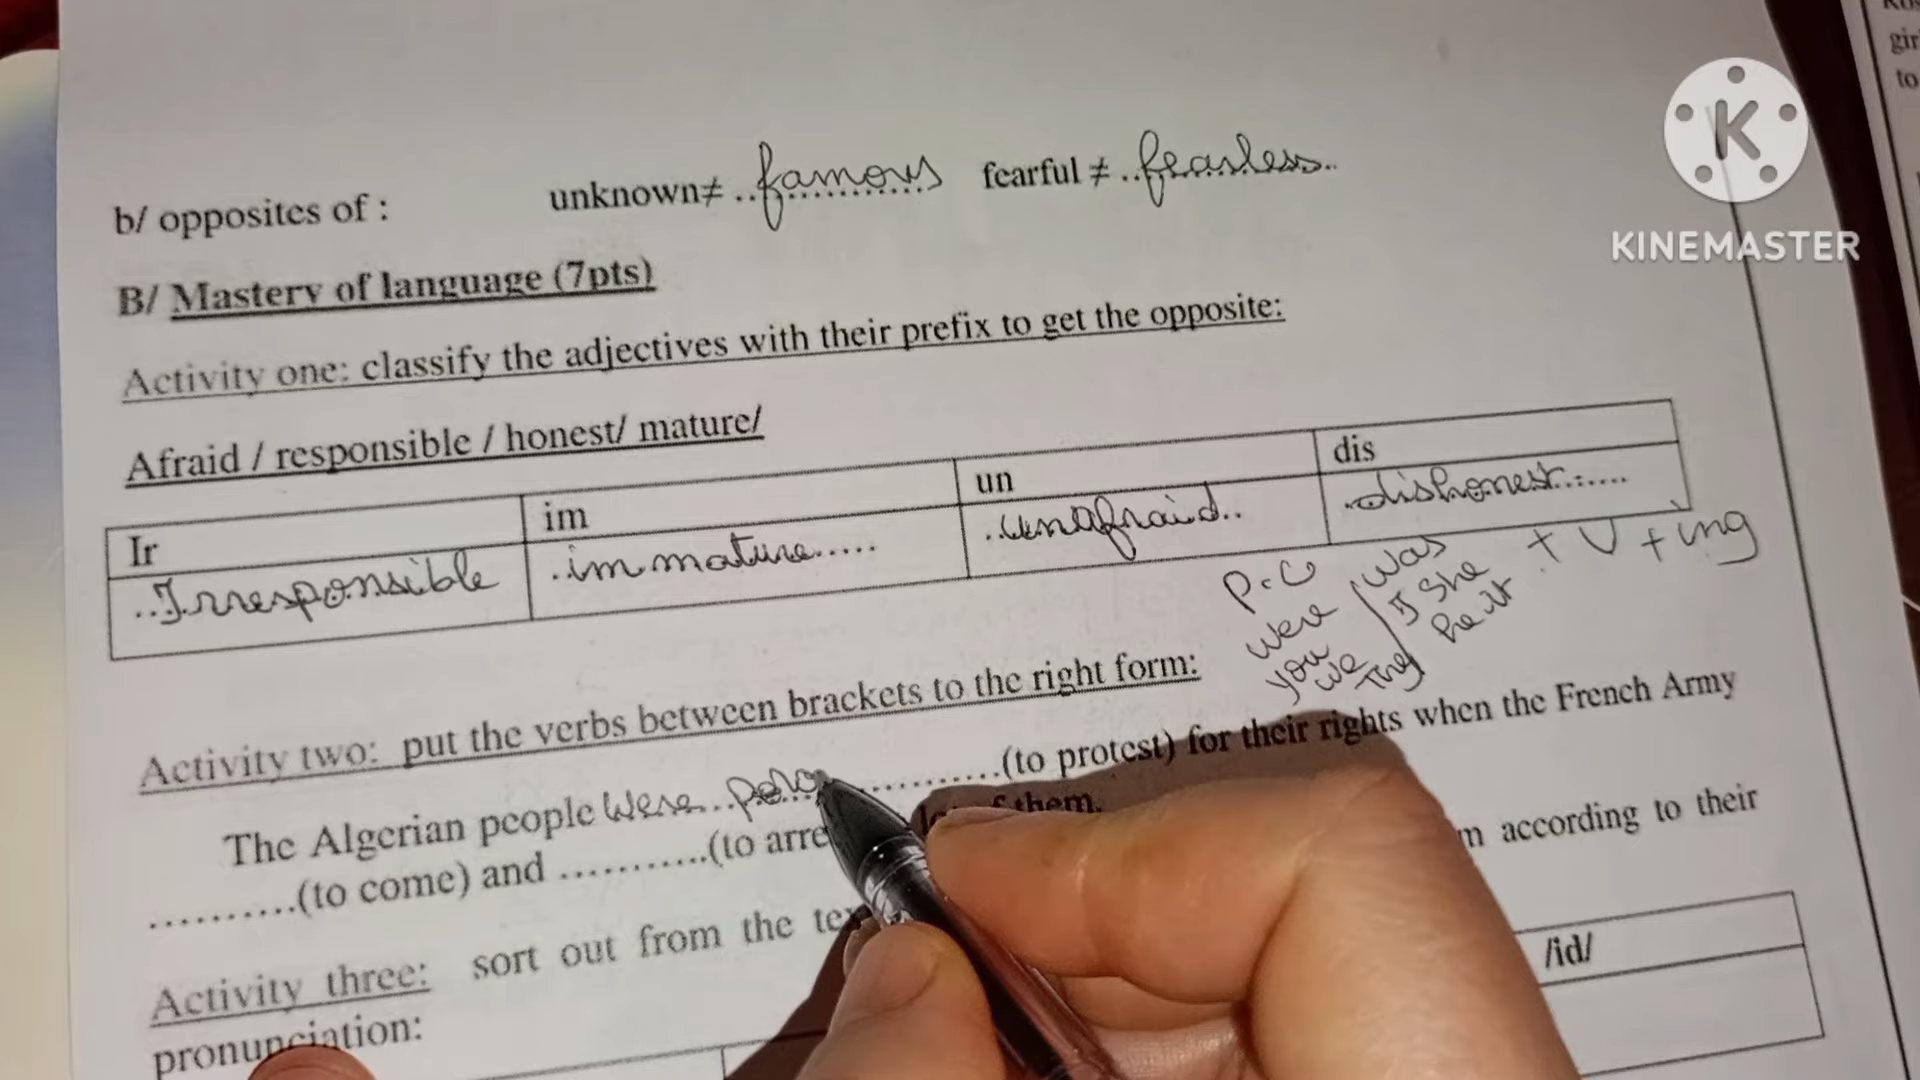 b/ opposites of : unknown≠ ..famous fearful ≠ ..fearless..
B/ Mastery of language (7pts)
Activity one: classify the adjectives with their prefix to get the opposite:
Afraid / responsible / honest/ mature/
Ir im un dis
..Irresponsible .immature..... .unafraid.. .dishonest.......
P.C
were / was + V + ing
you I she
we he it
they
Activity two: put the verbs between brackets to the right form:
The Algerian people were.. ...........(to protest) for their rights when the French Army
..........(to come) and ...........(to arre of them.
Activity three: sort out from the m according to their
pronunciation:
/id/
KINEMASTER
gir
to